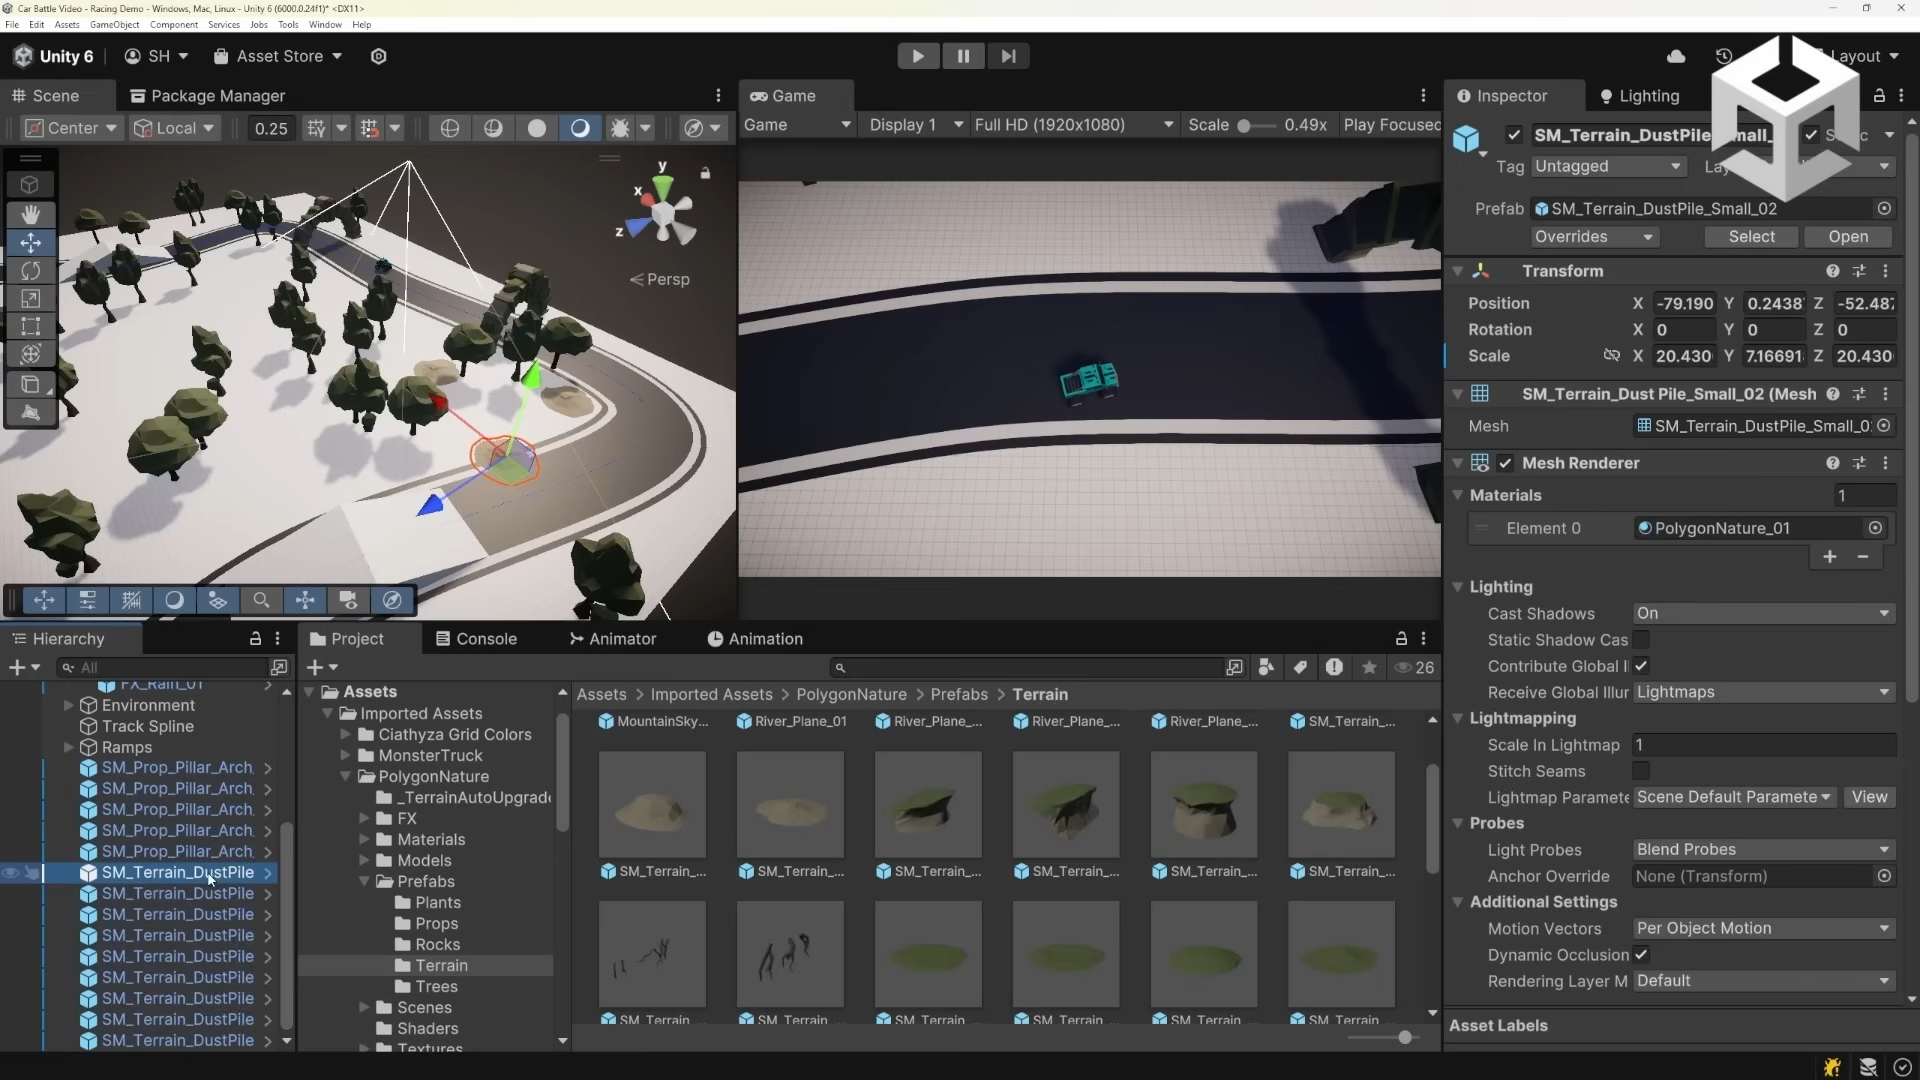 Car Battle Video - Racing Demo - Windows, Mac, Linux - Unity 6 (6000.0.24f1)* <DX11>
File Edit Assets GameObject Component Services Jobs Tools Window Help
Unity 6 SH Asset Store Layout
Scene Package Manager
Center Local 0.25
y
x
z
Persp
Game
Game Display 1 Full HD (1920x1080) Scale 0.49x Play Focused
Inspector Lighting
SM_Terrain_DustPile
Tag Untagged
Prefab SM_Terrain_DustPile_Small_02
Overrides Select Open
Transform
Position X -79.190 Y 0.2438 Z -52.487
Rotation X 0 Y 0 Z 0
Scale X 20.430 Y 7.16691 Z 20.430
SM_Terrain_Dust Pile_Small_02 (Mesh
Mesh SM_Terrain_DustPile_Small_0
Mesh Renderer
Materials 1
Element 0 PolygonNature_01
Lighting
Cast Shadows On
Static Shadow Cas
Contribute Global I
Receive Global Illur Lightmaps
Lightmapping
Scale In Lightmap 1
Stitch Seams
Lightmap Paramete Scene Default Paramete View
Probes
Light Probes Blend Probes
Anchor Override None (Transform)
Additional Settings
Motion Vectors Per Object Motion
Dynamic Occlusion
Rendering Layer M Default
Asset Labels
Hierarchy
All
FX_Rain_01
Environment
Track Spline
Ramps
SM_Prop_Pillar_Arch
SM_Prop_Pillar_Arch
SM_Prop_Pillar_Arch
SM_Prop_Pillar_Arch
SM_Prop_Pillar_Arch
SM_Terrain_DustPile
SM_Terrain_DustPile
SM_Terrain_DustPile
SM_Terrain_DustPile
SM_Terrain_DustPile
SM_Terrain_DustPile
SM_Terrain_DustPile
SM_Terrain_DustPile
SM_Terrain_DustPile
Project Console Animator Animation
26
Assets
Imported Assets
Ciathyza Grid Colors
MonsterTruck
PolygonNature
_TerrainAutoUpgrade
FX
Materials
Models
Prefabs
Plants
Props
Rocks
Terrain
Trees
Scenes
Shaders
Textures
Assets > Imported Assets > PolygonNature > Prefabs > Terrain
MountainSky... River_Plane_01 River_Plane_... River_Plane_... River_Plane_... SM_Terrain_...
SM_Terrain_... SM_Terrain_... SM_Terrain_... SM_Terrain_... SM_Terrain_... SM_Terrain_...
SM_Terrain SM_Terrain SM_Terrain SM_Terrain SM_Terrain SM_Terrain